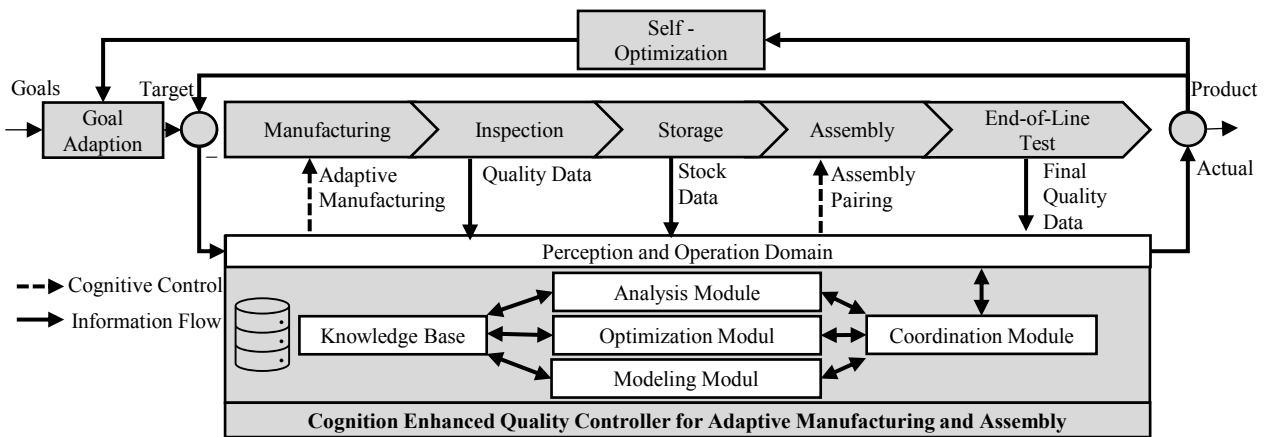 Self -
Optimization
Goals
Target
Product
Goal
Adaption
Manufacturing
Inspection
Storage
Assembly
End-of-Line
Test
–
Adaptive
Manufacturing
Quality Data
Stock
Data
Assembly
Pairing
Final
Quality
Data
Actual
Perception and Operation Domain
Cognitive Control
Information Flow
Analysis Module
Knowledge Base
Optimization Modul
Coordination Module
Modeling Modul
Cognition Enhanced Quality Controller for Adaptive Manufacturing and Assembly